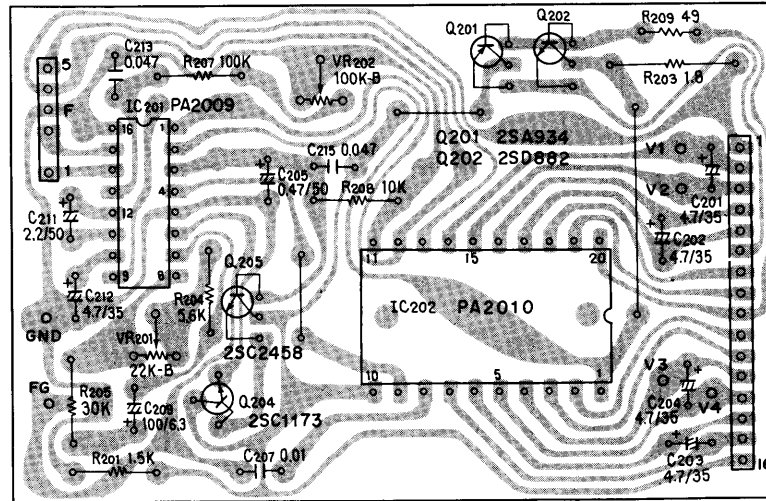 C213
0.047
R207 100K
VR202
100K-B
Q201
Q202
R209 49
R203 1.8
5
F
1
IC201
PA2009
16
1
4
12
9
8
C211
2.2/50
C212
4.7/35
C205
0.47/50
C215 0.047
R208 10K
Q201 2SA934
Q202 2SD882
V1
V2
1
C201
4.7/35
C202
4.7/35
GND
VR201
22K-B
R204
5.6K
Q205
2SC2458
11
15
20
IC202 PA2010
10
5
1
FG
R205
30K
C209
100/6.3
Q204
2SC1173
R201 1.5K
C207 0.01
V3
V4
C204
4.7/35
C203
4.7/35
16